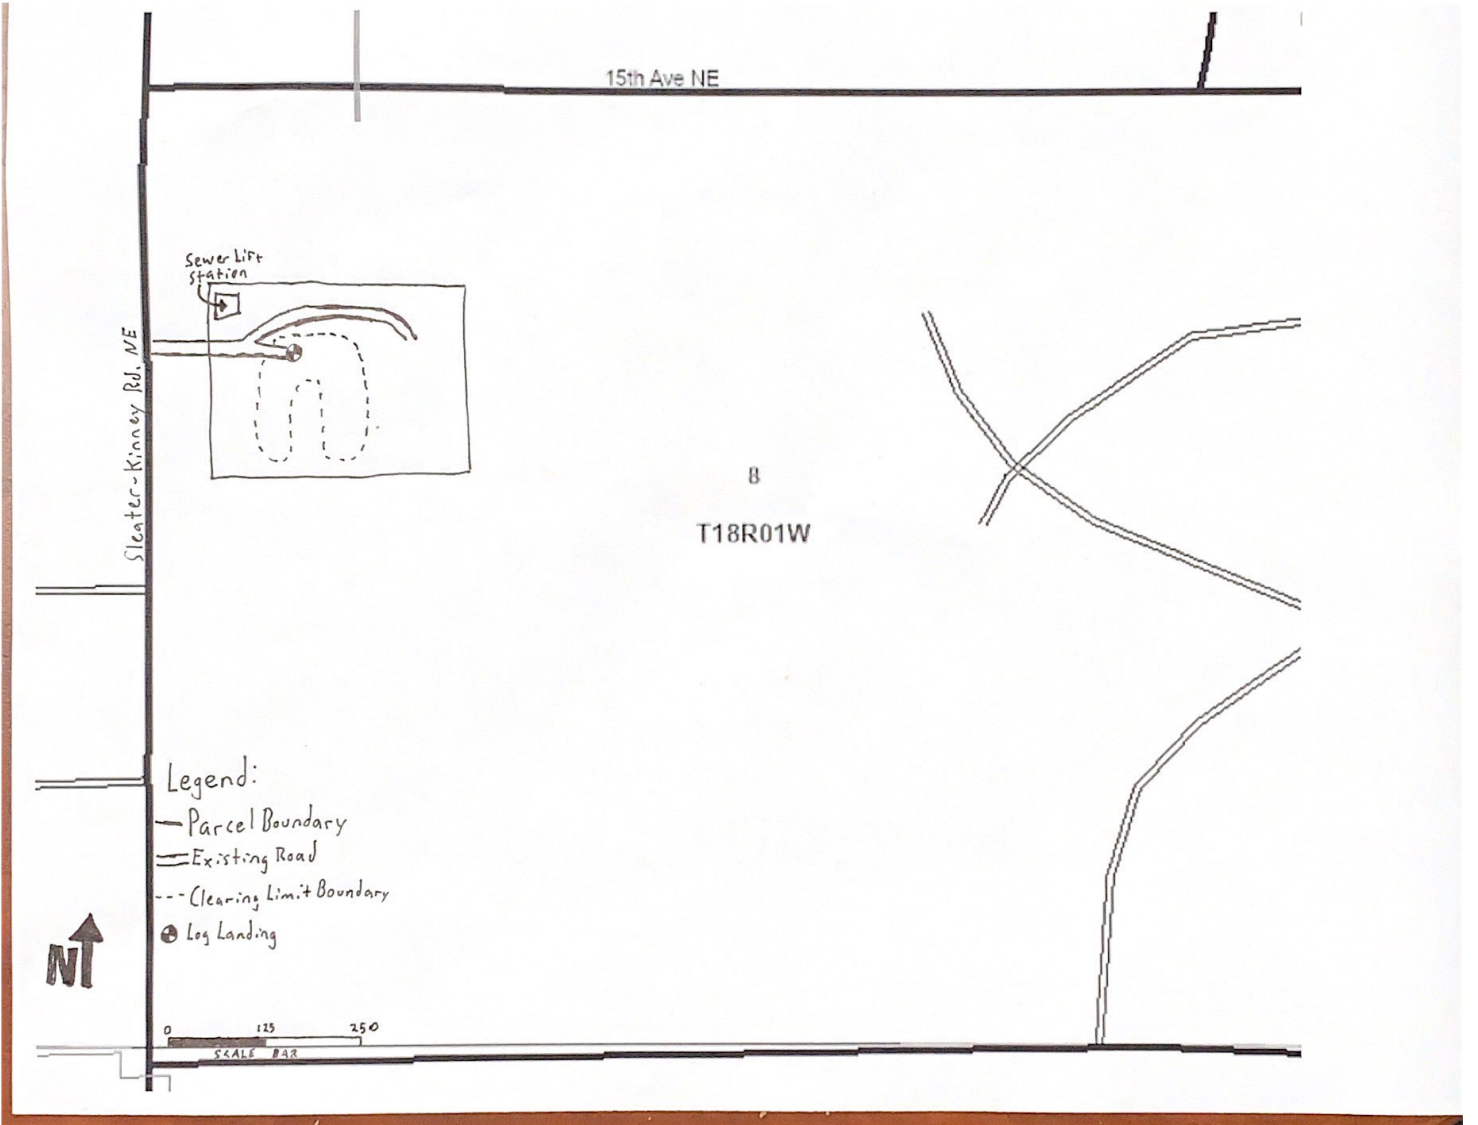 15th Ave NE
Sewer Lift
Station
Sleater-Kinney Rd. NE
8
T18R01W
Legend:
Parcel Boundary
Existing Road
Clearing Limit Boundary
Log Landing
N
0 125 250
SCALE BAR